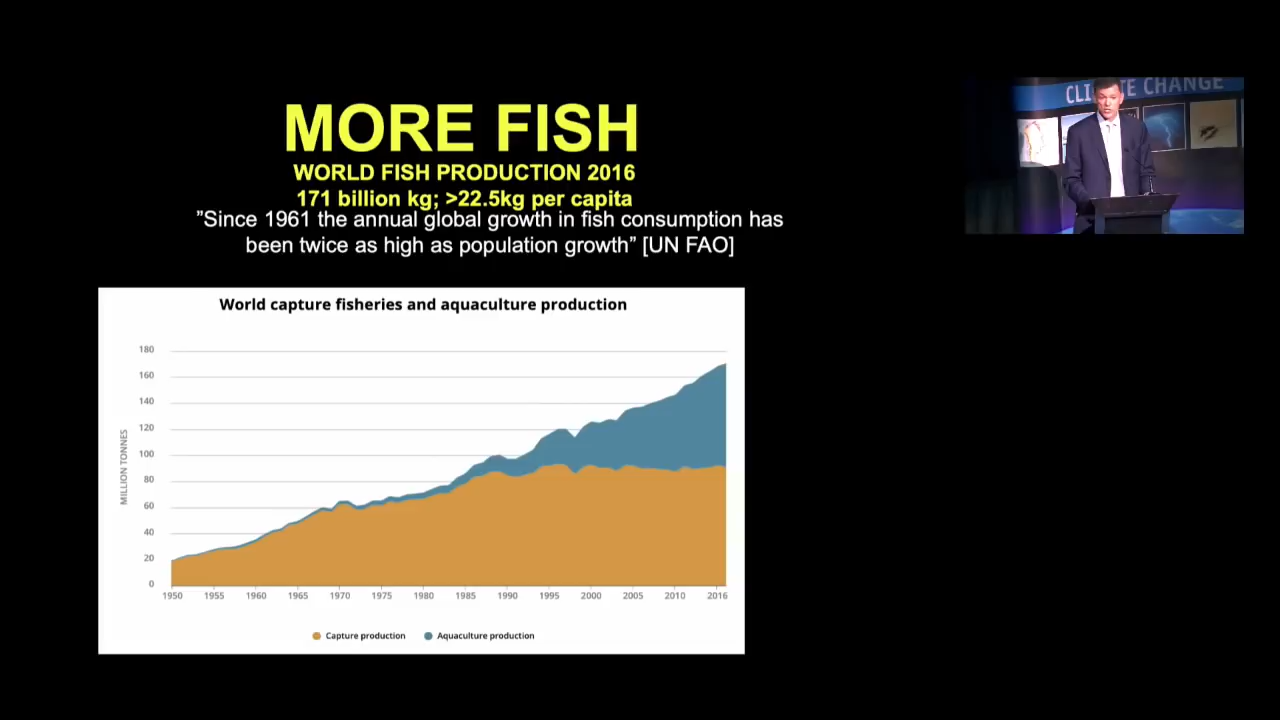 MORE FISH
WORLD FISH PRODUCTION 2016
171 billion kg; >22.5kg per capita
”Since 1961 the annual global growth in fish consumption has
been twice as high as population growth” [UN FAO]
CLIMATE CHANGE
World capture fisheries and aquaculture production
MILLION TONNES
180
160
140
120
100
80
60
40
20
0
1950 1955 1960 1965 1970 1975 1980 1985 1990 1995 2000 2005 2010 2016
Capture production Aquaculture production